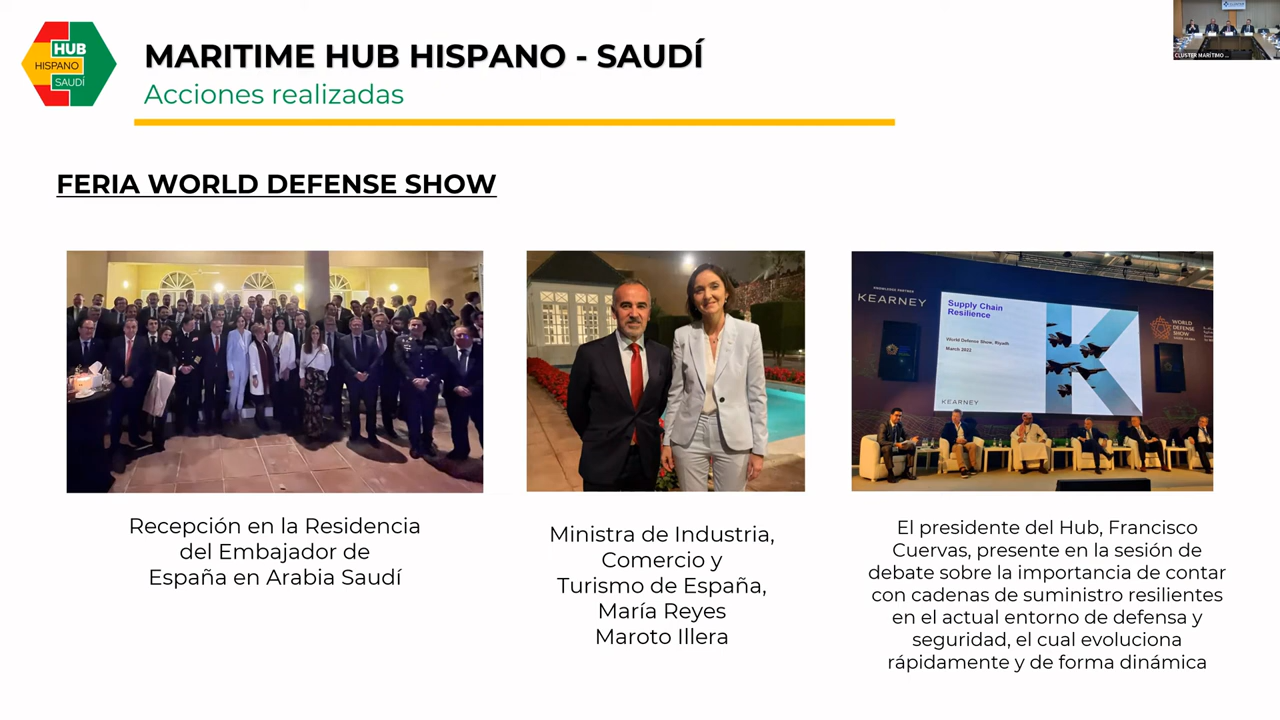 HUB
HISPANO
SAUDÍ
MARITIME HUB HISPANO - SAUDÍ
Acciones realizadas
CLUSTER MARÍTIMO ...
FERIA WORLD DEFENSE SHOW
KNOWLEDGE PARTNER
KEARNEY
Supply Chain
Resilience
World Defense Show, Riyadh
March 2022
KEARNEY
WORLD
DEFENSE
SHOW
Recepción en la Residencia
del Embajador de
España en Arabia Saudí
Ministra de Industria,
Comercio y
Turismo de España,
María Reyes
Maroto Illera
El presidente del Hub, Francisco
Cuervas, presente en la sesión de
debate sobre la importancia de contar
con cadenas de suministro resilientes
en el actual entorno de defensa y
seguridad, el cual evoluciona
rápidamente y de forma dinámica